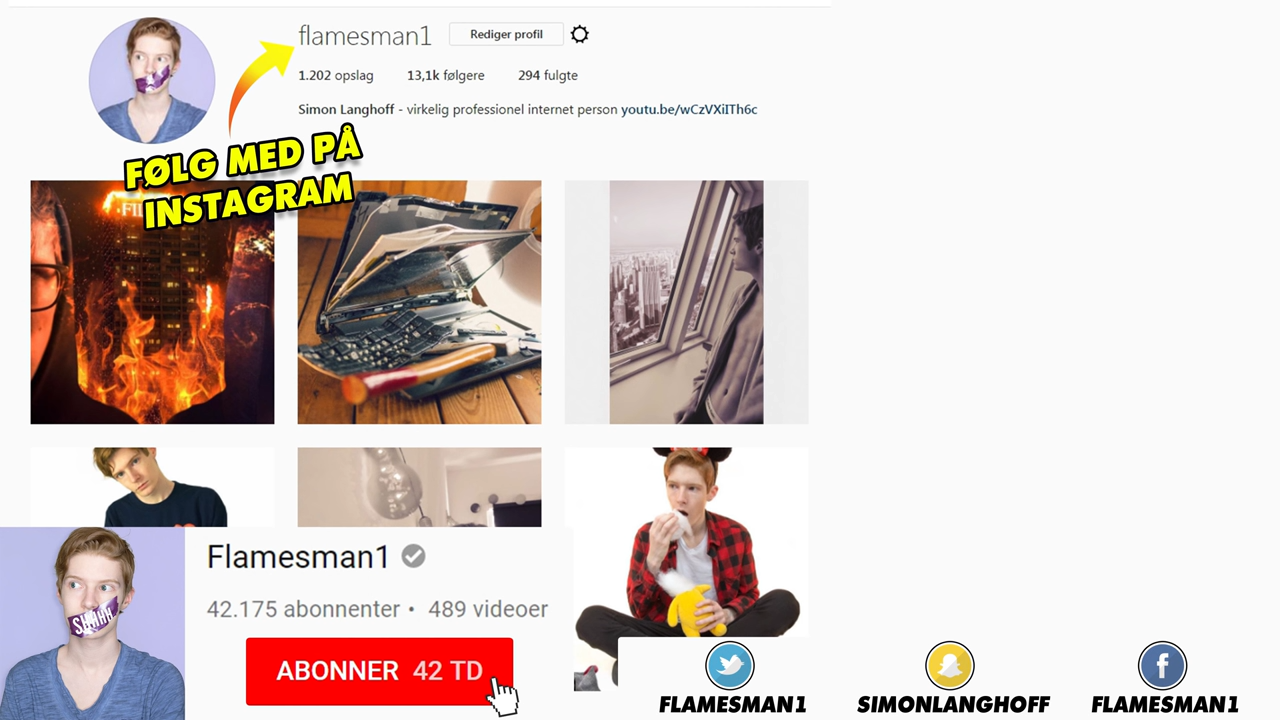 flamesman1 Rediger profil
1.202 opslag 13,1k følgere 294 fulgte
Simon Langhoff - virkelig professionel internet person youtu.be/wCzVXiITh6c
FØLG MED PÅ
INSTAGRAM
Flamesman1
42.175 abonnenter • 489 videoer
SHHHH
ABONNER 42 TD
FLAMESMAN1 SIMONLANGHOFF FLAMESMAN1